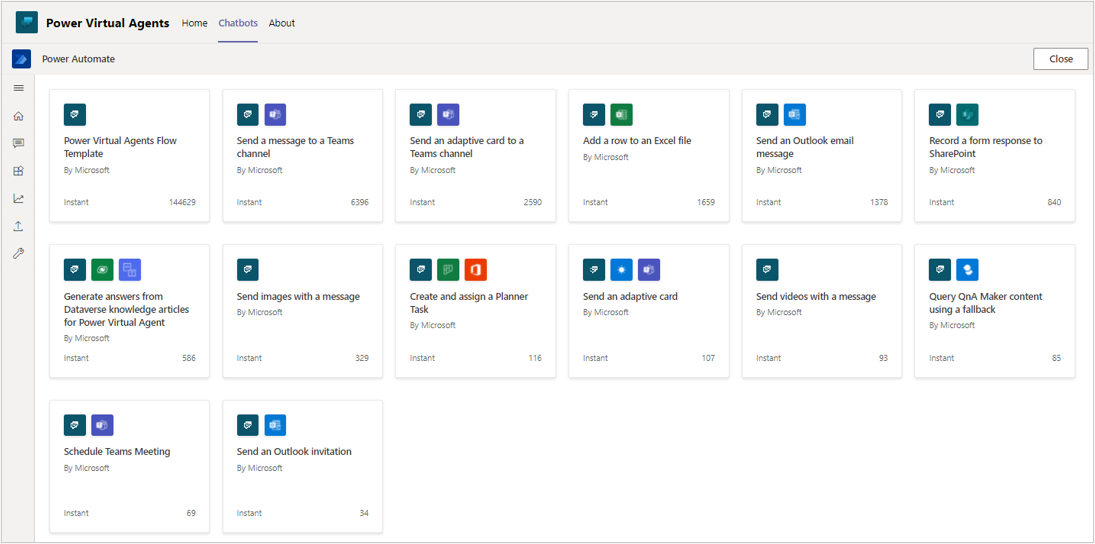 Power Virtual Agents Home Chatbots About
Power Automate Close
Power Virtual Agents Flow
Template
By Microsoft
Instant 144629
Send a message to a Teams
channel
By Microsoft
Instant 6396
Send an adaptive card to a
Teams channel
By Microsoft
Instant 2590
Add a row to an Excel file
By Microsoft
Instant 1659
Send an Outlook email
message
By Microsoft
Instant 1378
Record a form response to
SharePoint
By Microsoft
Instant 840
Generate answers from
Dataverse knowledge articles
for Power Virtual Agent
By Microsoft
Instant 586
Send images with a message
By Microsoft
Instant 329
Create and assign a Planner
Task
By Microsoft
Instant 116
Send an adaptive card
By Microsoft
Instant 107
Send videos with a message
By Microsoft
Instant 93
Query QnA Maker content
using a fallback
By Microsoft
Instant 85
Schedule Teams Meeting
By Microsoft
Instant 69
Send an Outlook invitation
By Microsoft
Instant 34